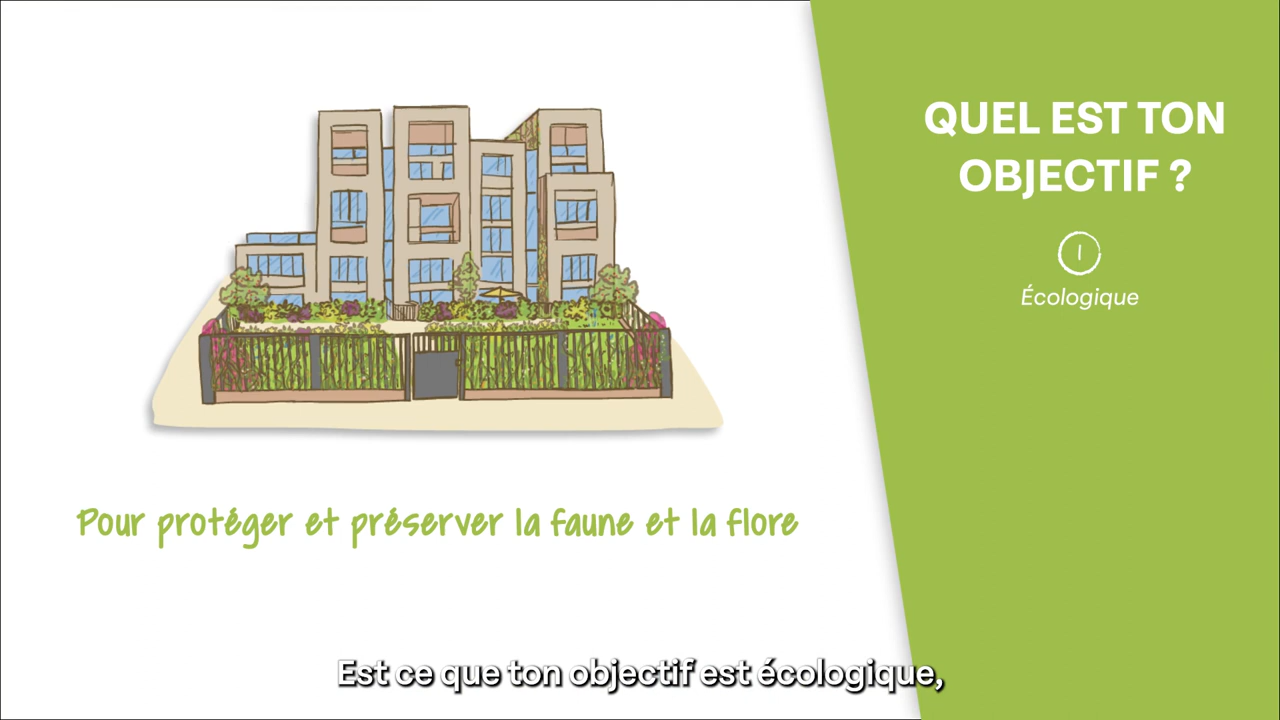 QUEL EST TON
OBJECTIF ?
1
Écologique
Pour protéger et préserver la faune et la flore
Est ce que ton objectif est écologique,